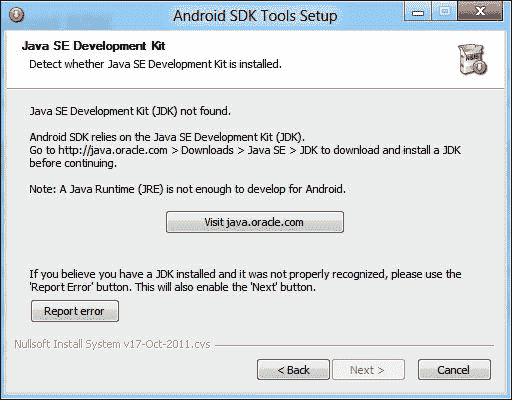 Android SDK Tools Setup
Java SE Development Kit
Detect whether Java SE Development Kit is installed.
Java SE Development Kit (JDK) not found.
Android SDK relies on the Java SE Development Kit (JDK).
Go to http://java.oracle.com > Downloads > Java SE > JDK to download and install a JDK
before continuing.
Note: A Java Runtime (JRE) is not enough to develop for Android.
Visit java.oracle.com
If you believe you have a JDK installed and it was not properly recognized, please use the
'Report Error' button. This will also enable the 'Next' button.
Report error
Nullsoft Install System v17-Oct-2011.cvs
< Back
Next >
Cancel